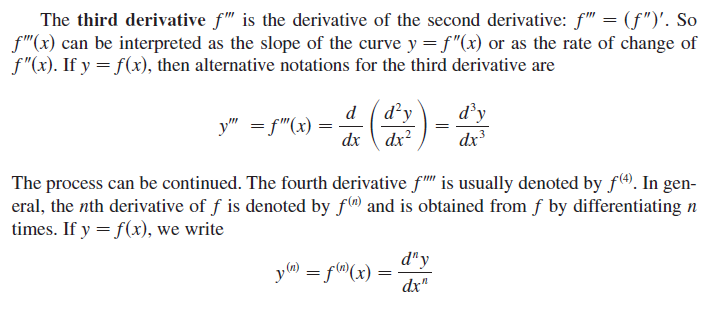 The third derivative f''' is the derivative of the second derivative: f''' = (f'')'. So
f'''(x) can be interpreted as the slope of the curve y = f''(x) or as the rate of change of
f''(x). If y = f(x), then alternative notations for the third derivative are
y''' = f'''(x) = d/dx (d²y/dx²) = d³y/dx³
The process can be continued. The fourth derivative f'''' is usually denoted by f⁽⁴⁾. In gen-
eral, the nth derivative of f is denoted by f⁽ⁿ⁾ and is obtained from f by differentiating n
times. If y = f(x), we write
y⁽ⁿ⁾ = f⁽ⁿ⁾(x) = dⁿy/dxⁿ